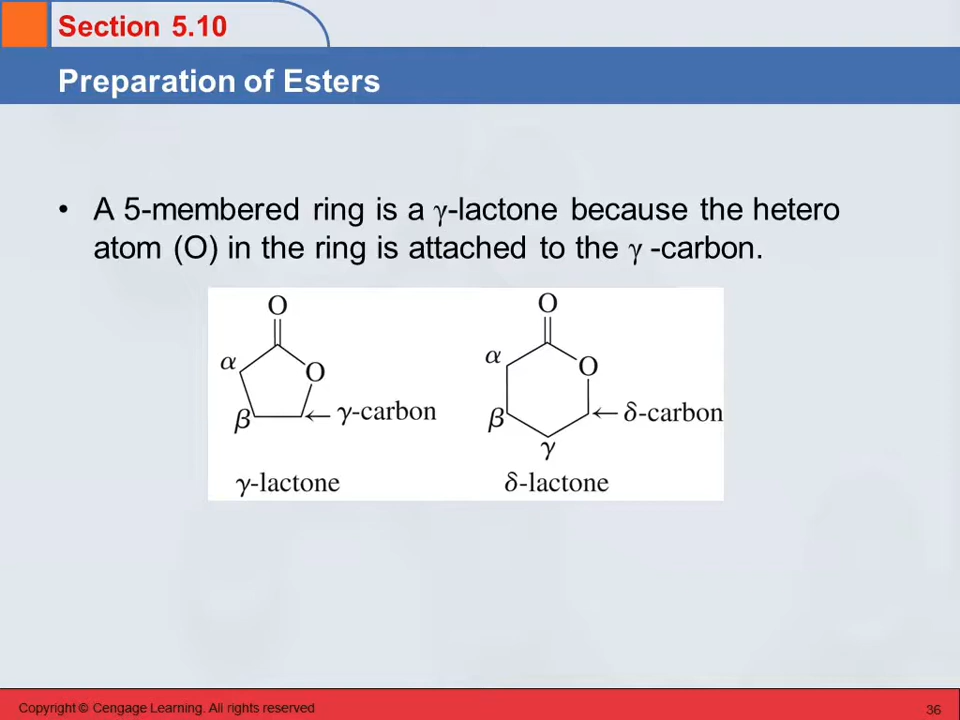 Section 5.10
Preparation of Esters
• A 5-membered ring is a γ-lactone because the hetero
atom (O) in the ring is attached to the γ -carbon.
O
O
α
β
γ-carbon
γ-lactone
O
O
α
β
γ
δ-carbon
δ-lactone
Copyright © Cengage Learning. All rights reserved
36